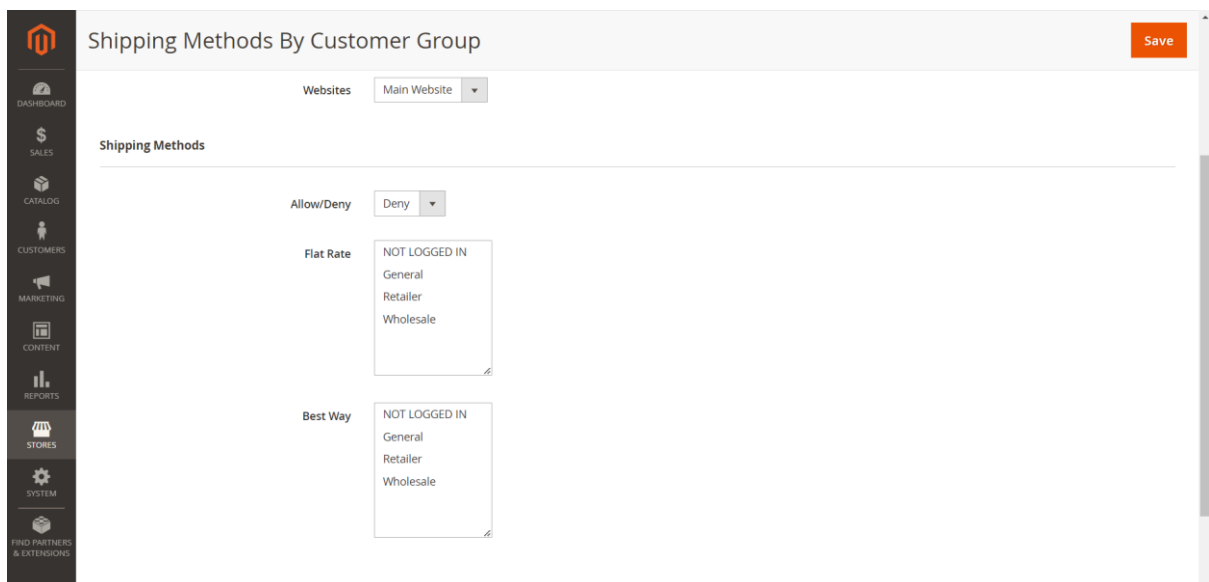 Shipping Methods By Customer Group
Save
DASHBOARD
SALES
CATALOG
CUSTOMERS
MARKETING
CONTENT
REPORTS
STORES
SYSTEM
FIND PARTNERS
& EXTENSIONS
Websites
Main Website
Shipping Methods
Allow/Deny
Deny
Flat Rate
NOT LOGGED IN
General
Retailer
Wholesale
Best Way
NOT LOGGED IN
General
Retailer
Wholesale